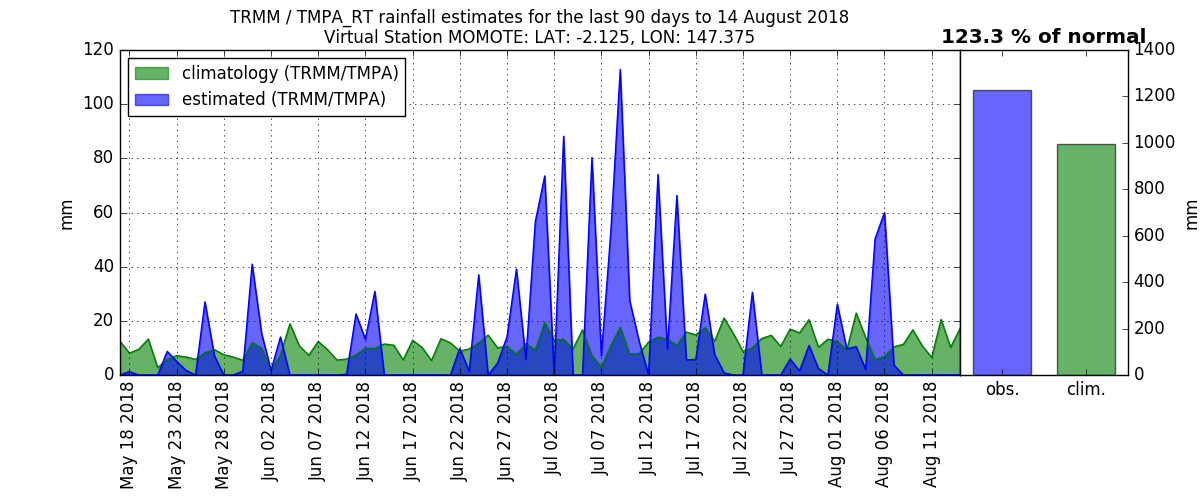 TRMM / TMPA_RT rainfall estimates for the last 90 days to 14 August 2018
Virtual Station MOMOTE: LAT: -2.125, LON: 147.375
123.3 % of normal
climatology (TRMM/TMPA)
estimated (TRMM/TMPA)
mm
120
100
80
60
40
20
0
May 18 2018
May 23 2018
May 28 2018
Jun 02 2018
Jun 07 2018
Jun 12 2018
Jun 17 2018
Jun 22 2018
Jun 27 2018
Jul 02 2018
Jul 07 2018
Jul 12 2018
Jul 17 2018
Jul 22 2018
Jul 27 2018
Aug 01 2018
Aug 06 2018
Aug 11 2018
obs.
clim.
1400
1200
1000
800
600
400
200
0
mm